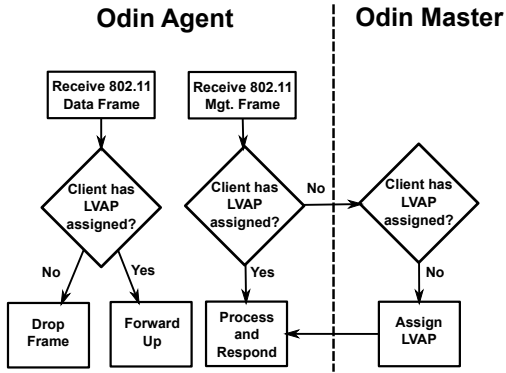 Odin Agent
Odin Master
Receive 802.11
Data Frame
Receive 802.11
Mgt. Frame
Client has
LVAP
assigned?
Client has
LVAP
assigned?
No
Client has
LVAP
assigned?
No
Yes
Yes
No
Drop
Frame
Forward
Up
Process
and
Respond
Assign
LVAP